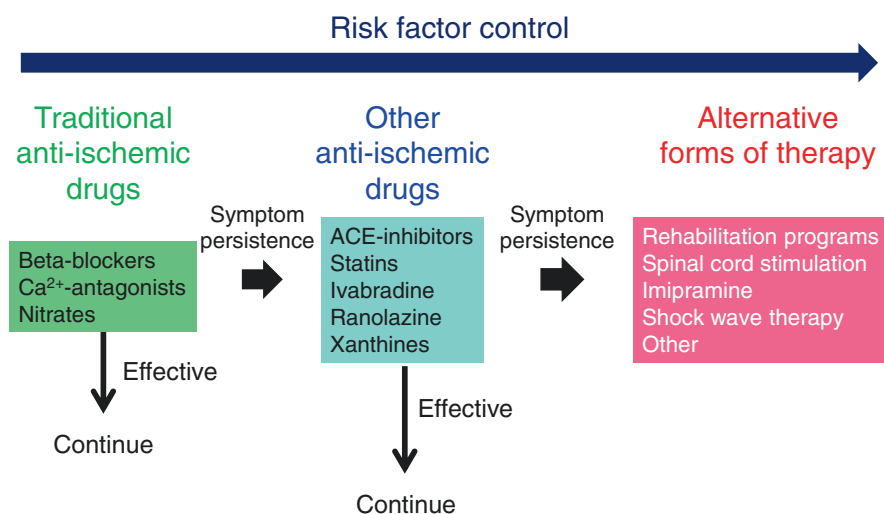 Risk factor control
Traditional
anti-ischemic
drugs
Other
anti-ischemic
drugs
Alternative
forms of therapy
Symptom
persistence
Symptom
persistence
Beta-blockers
Ca²⁺-antagonists
Nitrates
ACE-inhibitors
Statins
Ivabradine
Ranolazine
Xanthines
Rehabilitation programs
Spinal cord stimulation
Imipramine
Shock wave therapy
Other
Effective
Continue
Effective
Continue